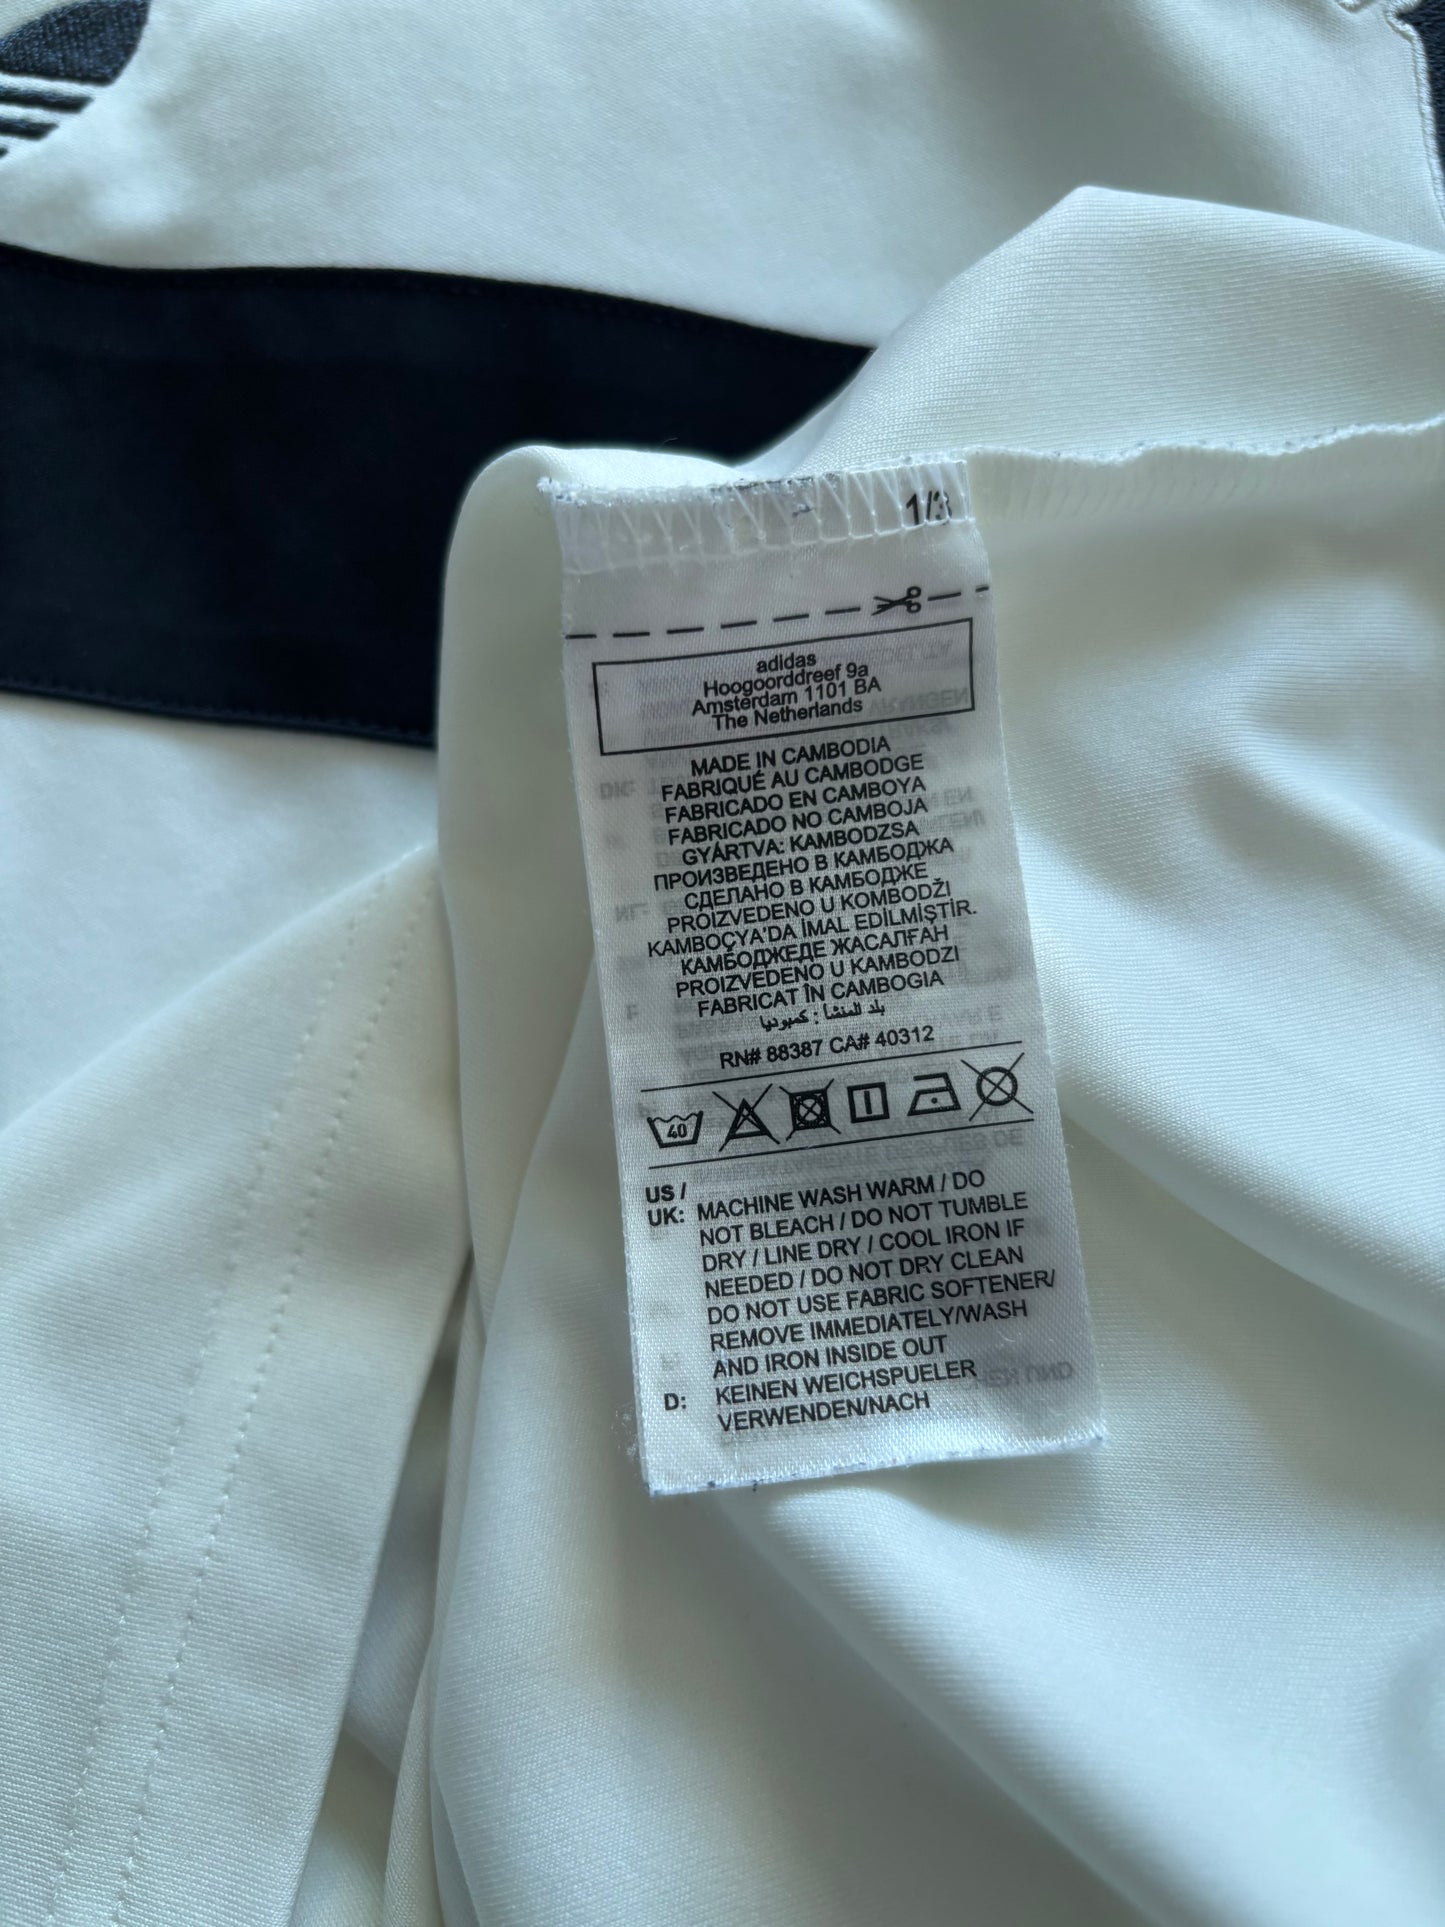 1/3
adidas
Hoogoorddreef 9a
Amsterdam 1101 BA
The Netherlands
MADE IN CAMBODIA
FABRIQUÉ AU CAMBODGE
FABRICADO EN CAMBOYA
FABRICADO NO CAMBOJA
GYÁRTVA: KAMBODZSA
ПРОИЗВЕДЕНО В КАМБОДЖА
СДЕЛАНО В КАМБОДЖЕ
PROIZVEDENO U KOMBODŽI
KAMBOÇYA'DA İMAL EDİLMİŞTİR.
КАМБОДЖЕДЕ ЖАСАЛҒАН
PROIZVEDENO U KAMBODZI
FABRICAT ÎN CAMBOGIA
بلد المنشأ : كمبوديا
RN# 88387 CA# 40312
40
US / UK: MACHINE WASH WARM / DO
NOT BLEACH / DO NOT TUMBLE
DRY / LINE DRY / COOL IRON IF
NEEDED / DO NOT DRY CLEAN
DO NOT USE FABRIC SOFTENER/
REMOVE IMMEDIATELY/WASH
AND IRON INSIDE OUT
D: KEINEN WEICHSPUELER
VERWENDEN/NACH